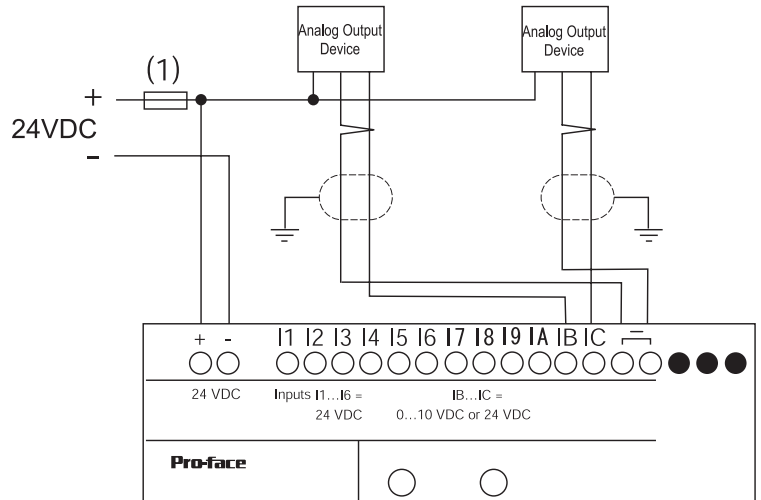 Analog Output
Device
Analog Output
Device
(1)
+
24VDC
-
+ - I1 I2 I3 I4 I5 I6 I7 I8 I9 IA IB IC –
24 VDC Inputs I1...I6 = IB...IC =
24 VDC 0...10 VDC or 24 VDC
Pro-face